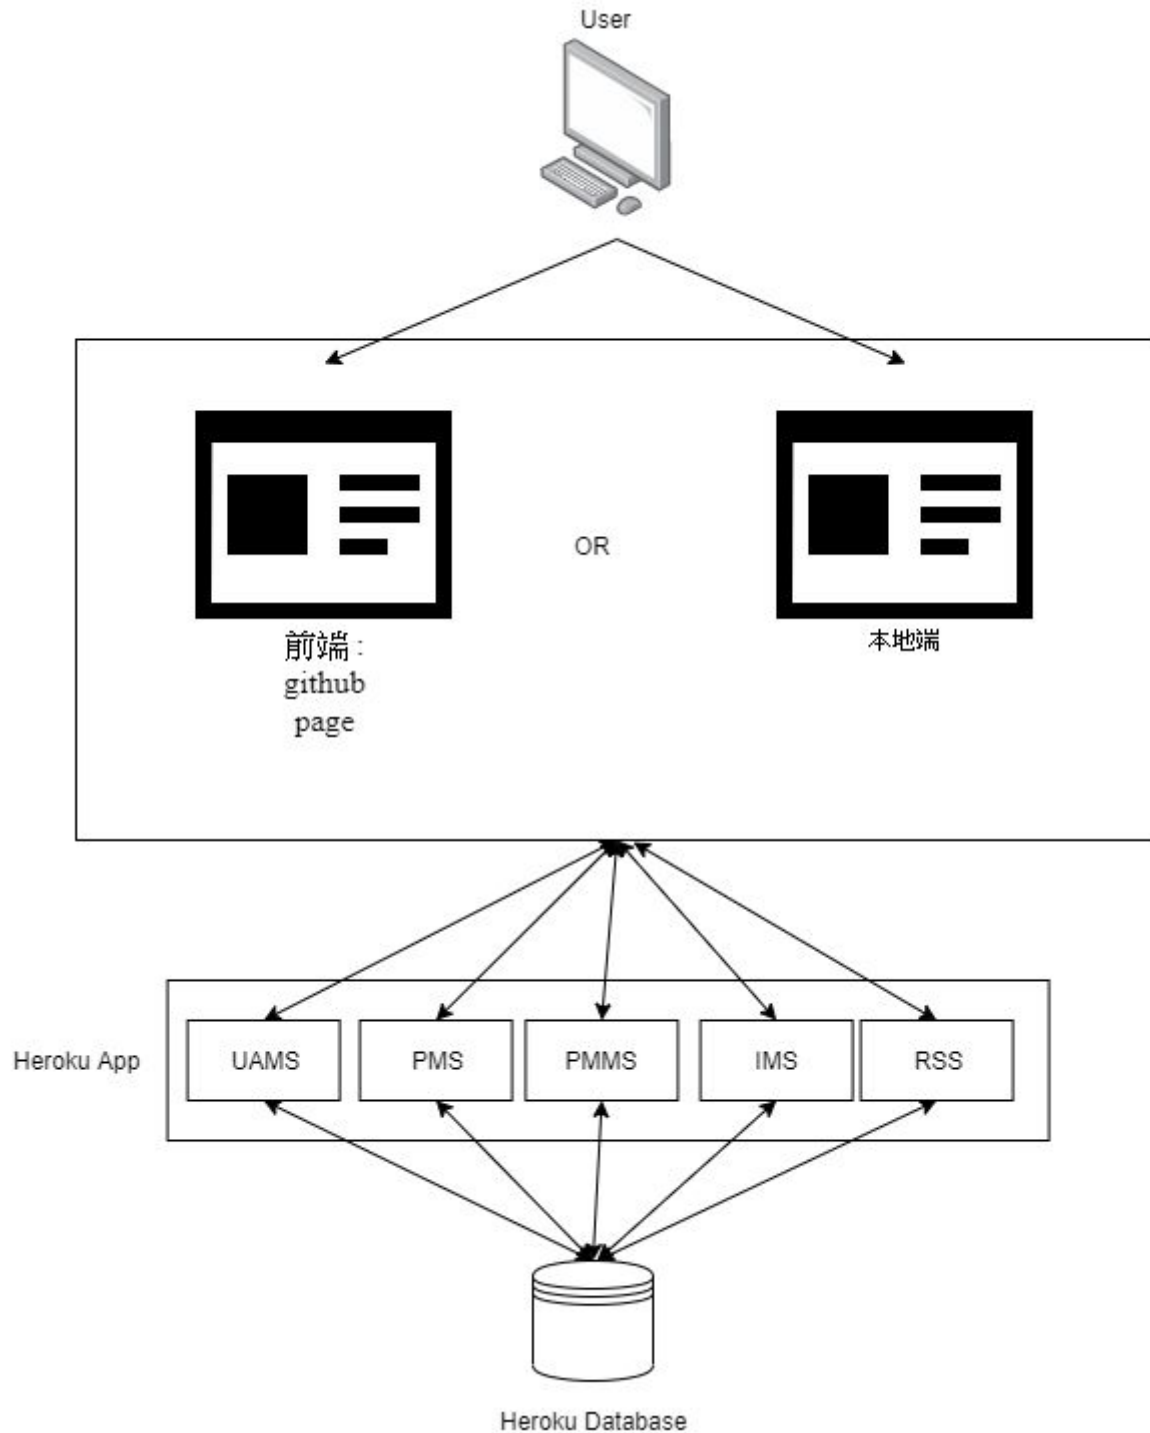 User
OR
前端 :
github
page
本地端
Heroku App
UAMS
PMS
PMMS
IMS
RSS
Heroku Database